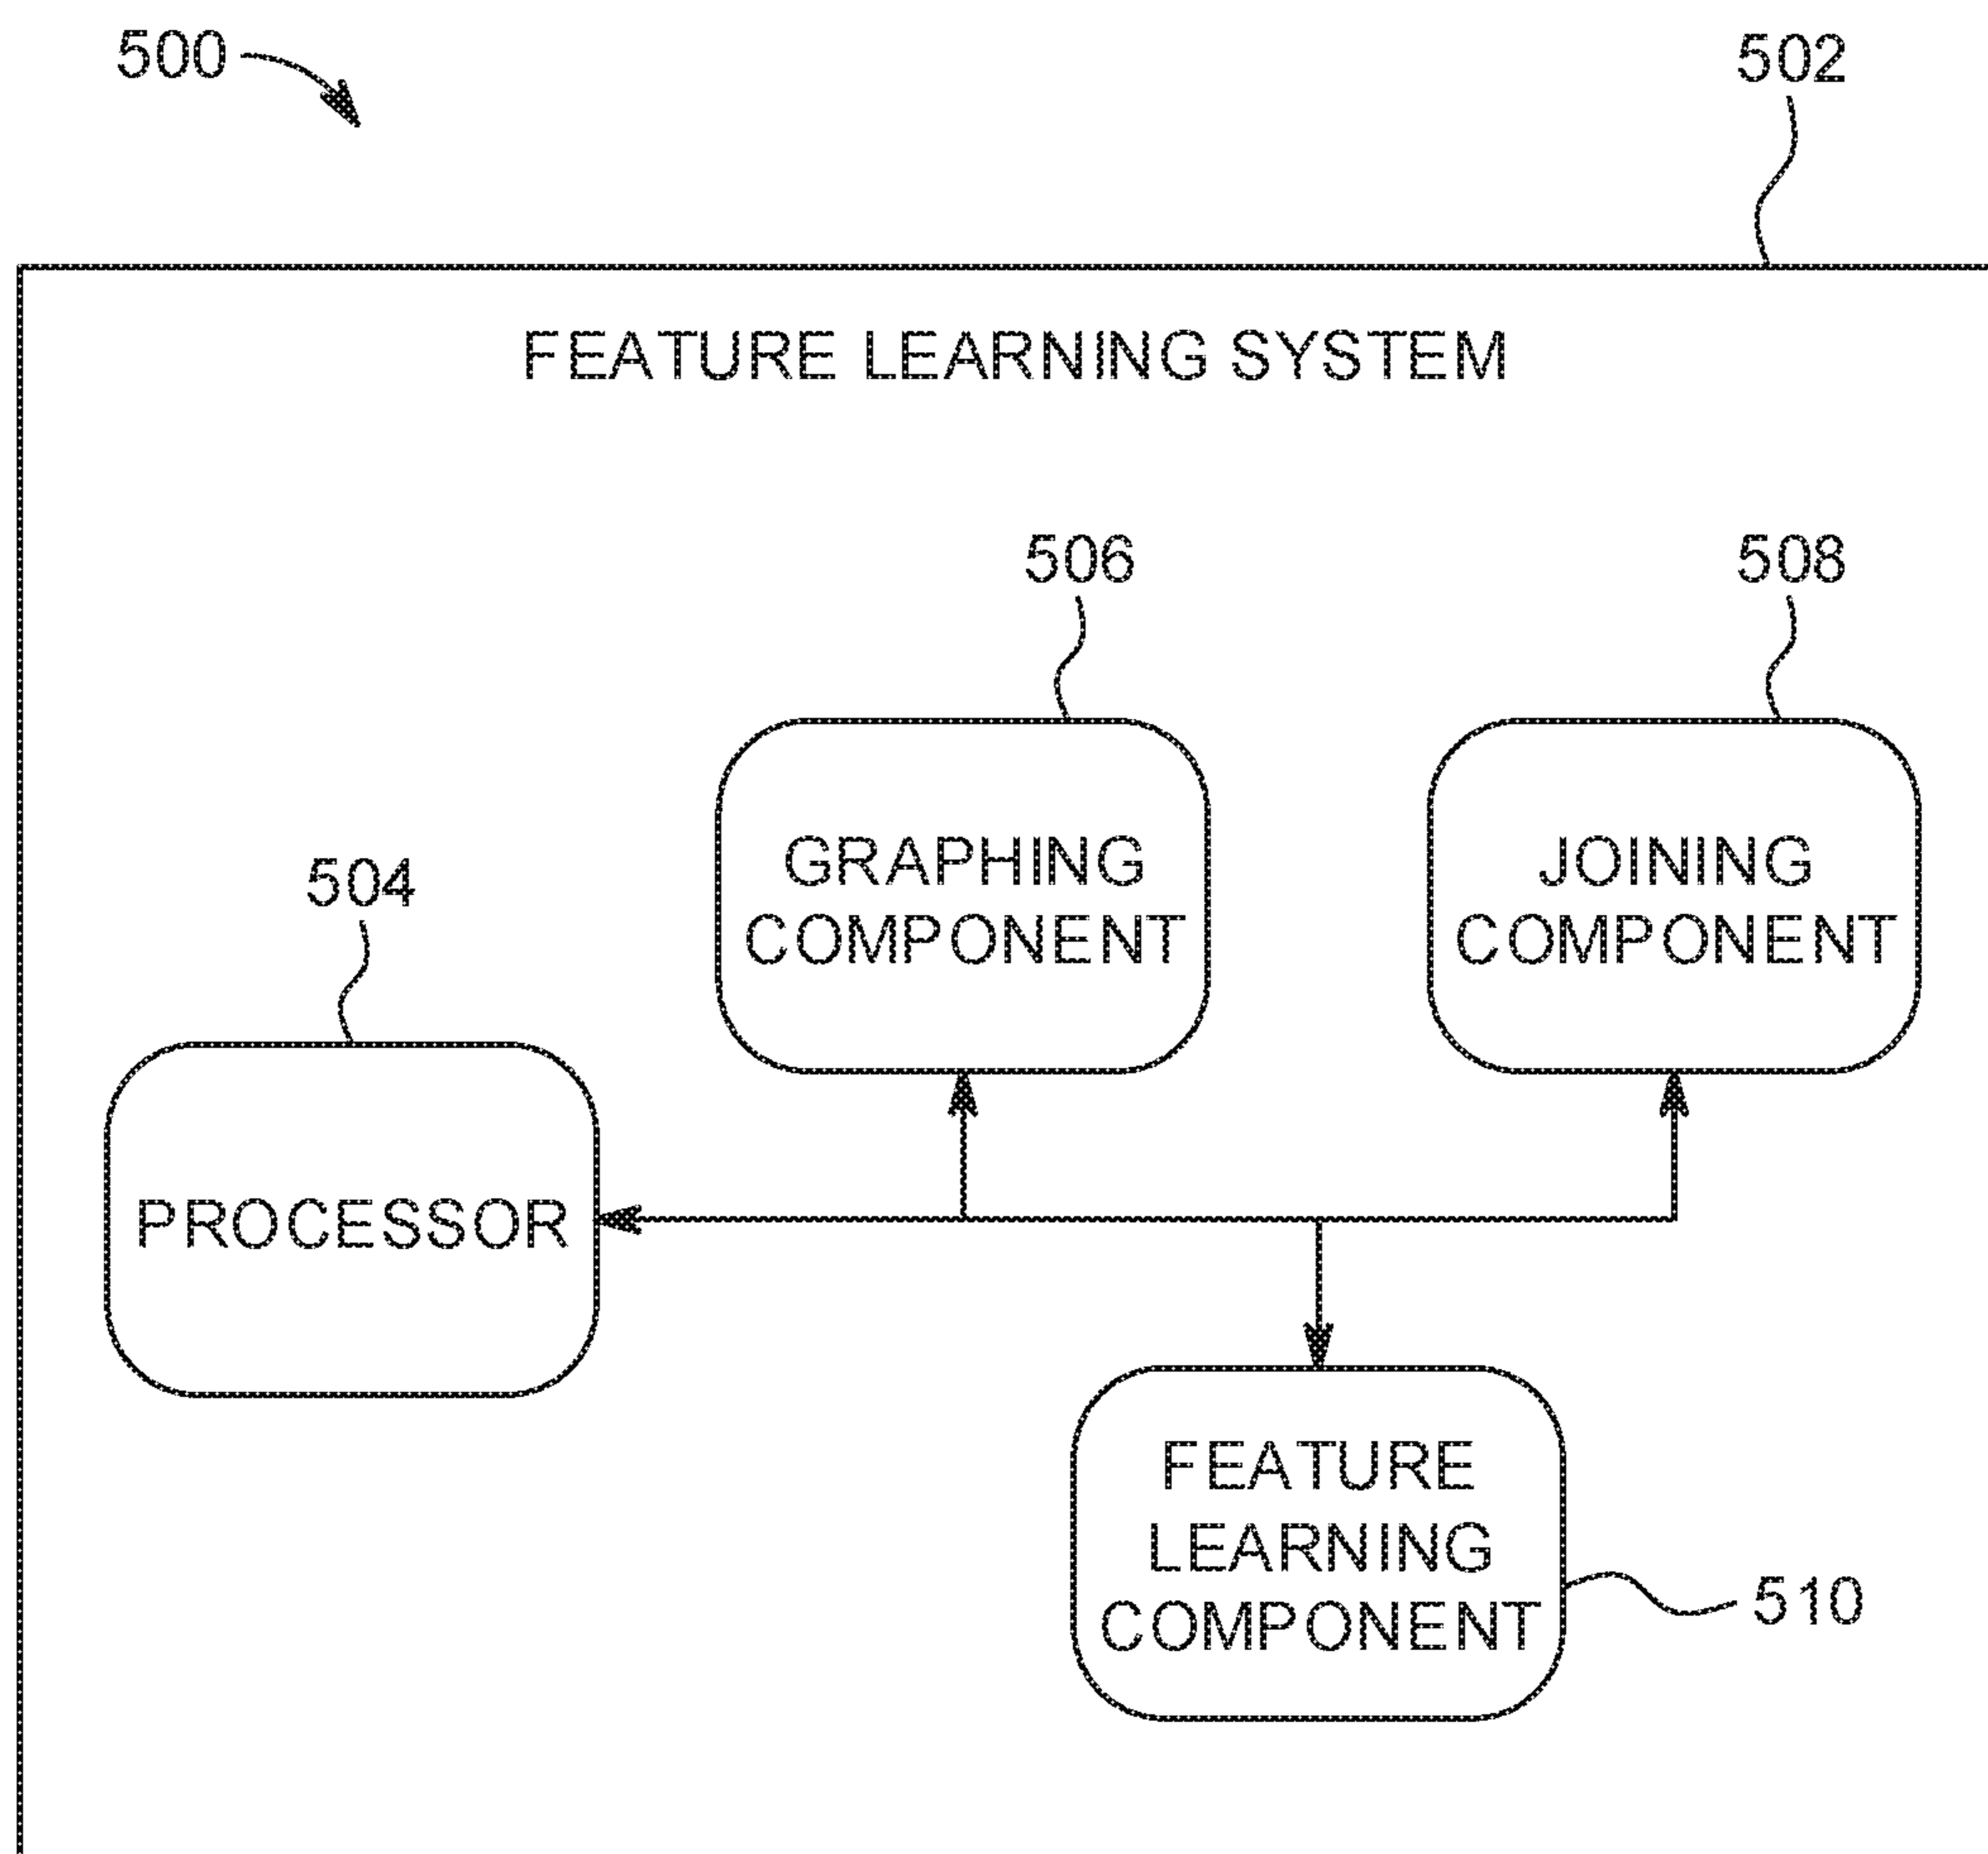 500
502
FEATURE LEARNING SYSTEM
506
508
GRAPHING
COMPONENT
JOINING
COMPONENT
504
PROCESSOR
FEATURE
LEARNING
COMPONENT
510